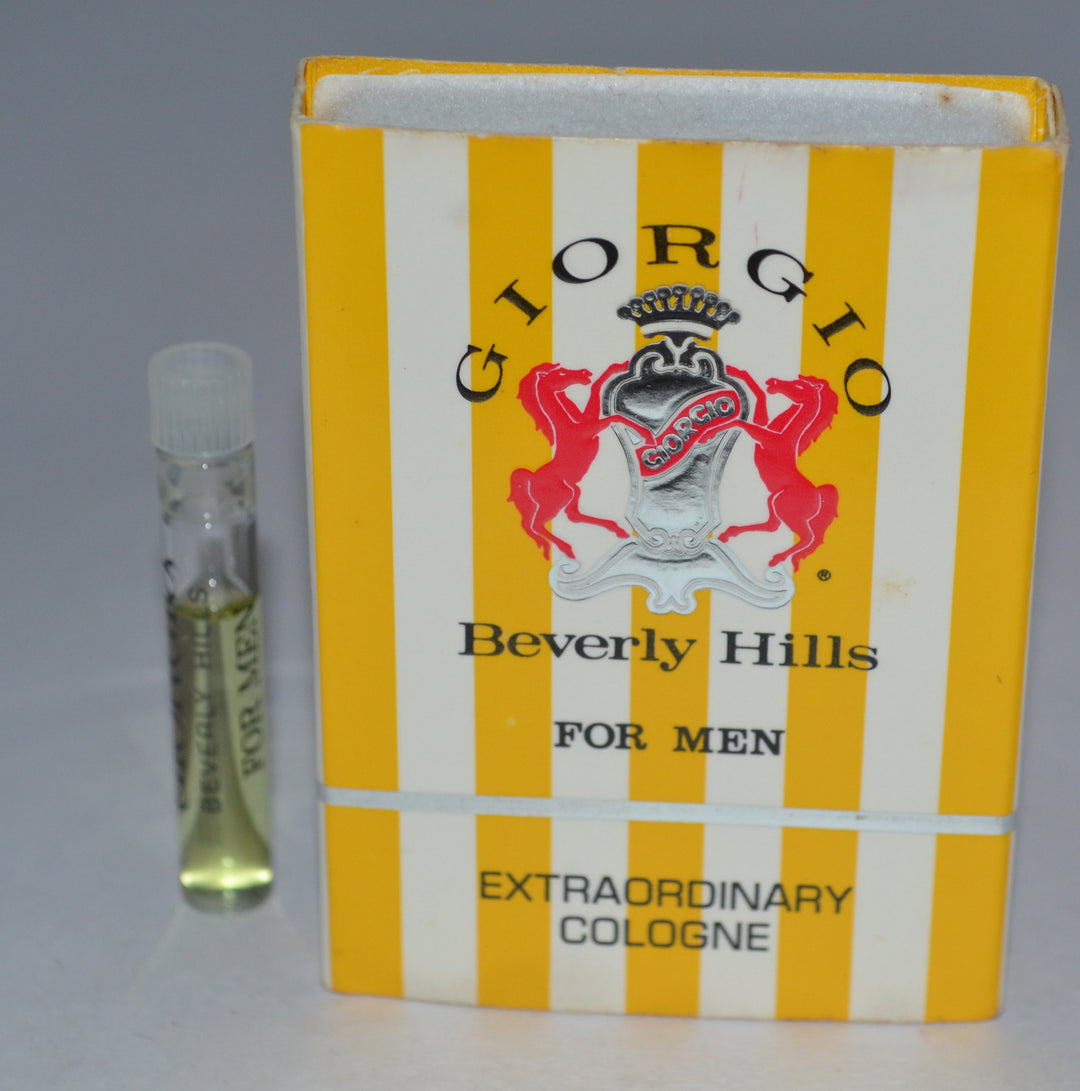 GIORGIO
GIORGIO
®
Beverly Hills
FOR MEN
EXTRAORDINARY
COLOGNE
BEVERLY HILLS
FOR MEN